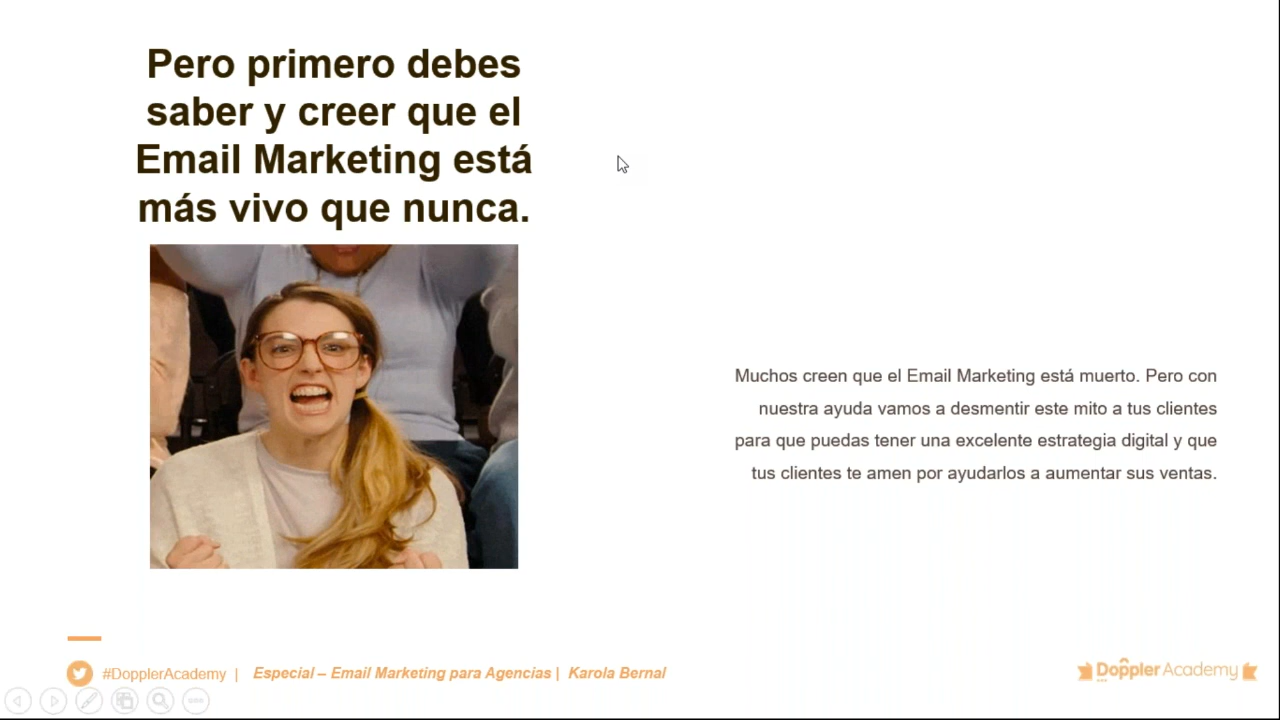 Pero primero debes
saber y creer que el
Email Marketing está
más vivo que nunca.
Muchos creen que el Email Marketing está muerto. Pero con
nuestra ayuda vamos a desmentir este mito a tus clientes
para que puedas tener una excelente estrategia digital y que
tus clientes te amen por ayudarlos a aumentar sus ventas.
#DopplerAcademy | Especial – Email Marketing para Agencias | Karola Bernal
Doppler Academy